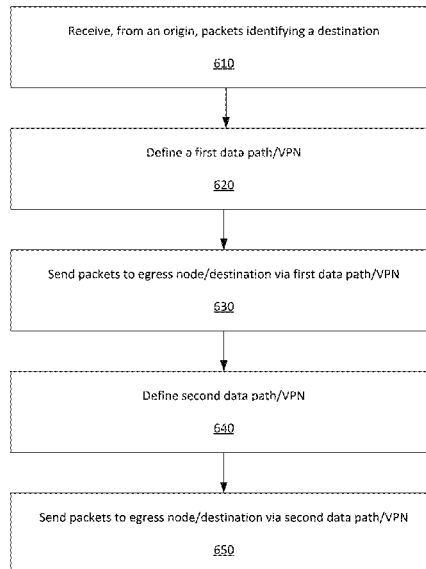 Receive, from an origin, packets identifying a destination
610
Define a first data path/VPN
620
Send packets to egress node/destination via first data path/VPN
630
Define second data path/VPN
640
Send packets to egress node/destination via second data path/VPN
650